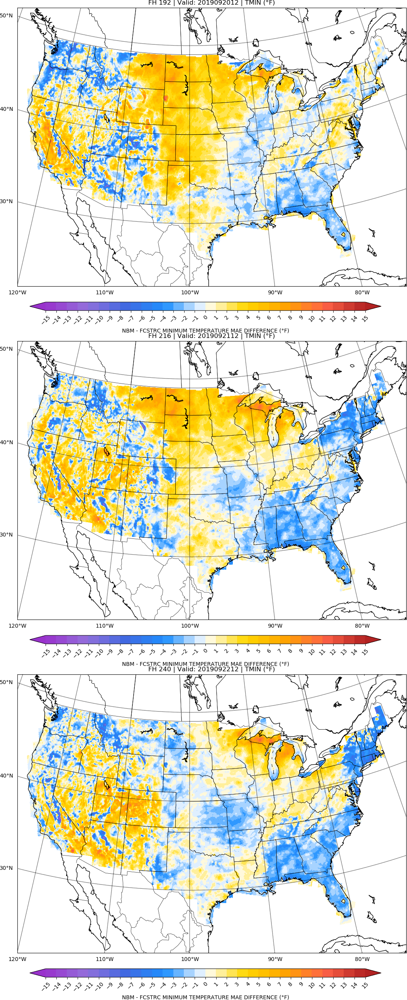 FH 192 | Valid: 2019092012 | TMIN (°F)
50°N
40°N
30°N
120°W 110°W 100°W 90°W 80°W
−15 −14 −13 −12 −11 −10 −9 −8 −7 −6 −5 −4 −3 −2 −1 0 1 2 3 4 5 6 7 8 9 10 11 12 13 14 15
NBM - FCSTRC MINIMUM TEMPERATURE MAE DIFFERENCE (°F)
FH 216 | Valid: 2019092112 | TMIN (°F)
50°N
40°N
30°N
120°W 110°W 100°W 90°W 80°W
−15 −14 −13 −12 −11 −10 −9 −8 −7 −6 −5 −4 −3 −2 −1 0 1 2 3 4 5 6 7 8 9 10 11 12 13 14 15
NBM - FCSTRC MINIMUM TEMPERATURE MAE DIFFERENCE (°F)
FH 240 | Valid: 2019092212 | TMIN (°F)
50°N
40°N
30°N
120°W 110°W 100°W 90°W 80°W
−15 −14 −13 −12 −11 −10 −9 −8 −7 −6 −5 −4 −3 −2 −1 0 1 2 3 4 5 6 7 8 9 10 11 12 13 14 15
NBM - FCSTRC MINIMUM TEMPERATURE MAE DIFFERENCE (°F)